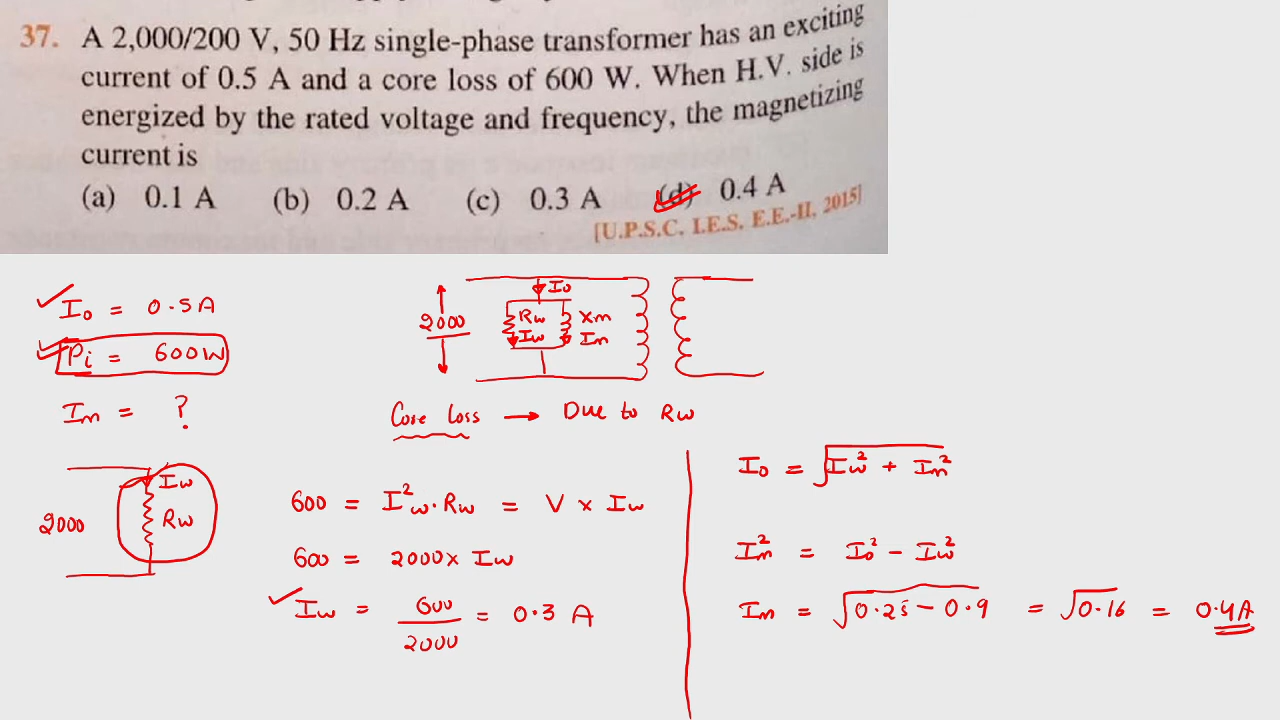 37. A 2,000/200 V, 50 Hz single-phase transformer has an exciting
current of 0.5 A and a core loss of 600 W. When H.V. side is
energized by the rated voltage and frequency, the magnetizing
current is
(a) 0.1 A (b) 0.2 A (c) 0.3 A (d) 0.4 A
[U.P.S.C. I.E.S. E.E.-II, 2015]
I₀ = 0.5A
Pi = 600W
Im = ?
I₀
2000
Rw Xm
Iw Im
Core loss → Due to Rw
Iw
2000 Rw
600 = I²w·Rw = V × Iw
600 = 2000 × Iw
Iw = 600/2000 = 0.3 A
I₀ = √(Iw² + Im²)
Im² = I₀² - Iw²
Im = √(0.25 - 0.9) = √0.16 = 0.4A